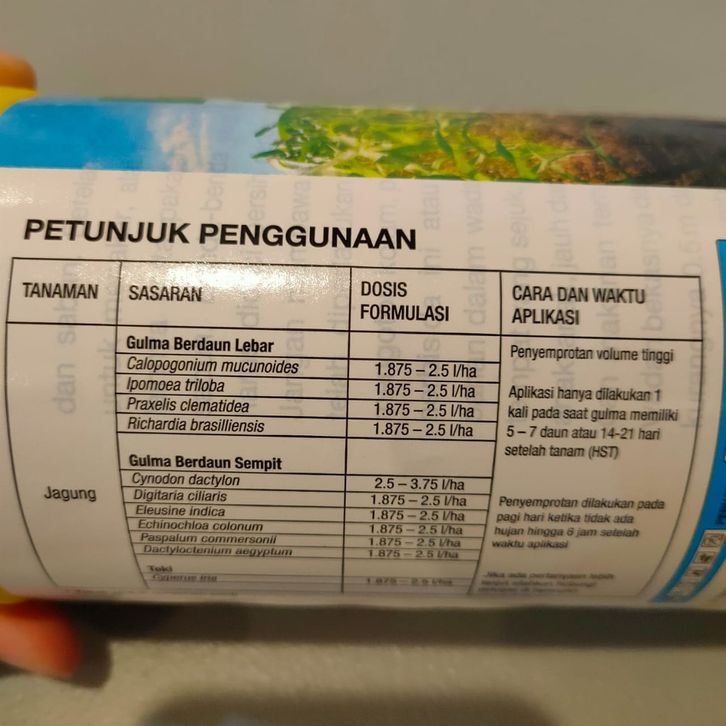 PETUNJUK PENGGUNAAN
TANAMAN
SASARAN
DOSIS
FORMULASI
CARA DAN WAKTU
APLIKASI
Jagung
Gulma Berdaun Lebar
Calopogonium mucunoides 1.875 – 2.5 l/ha
Ipomoea triloba 1.875 – 2.5 l/ha
Praxelis clematidea 1.875 – 2.5 l/ha
Richardia brasilliensis 1.875 – 2.5 l/ha
Gulma Berdaun Sempit
Cynodon dactylon 2.5 – 3.75 l/ha
Digitaria ciliaris 1.875 – 2.5 l/ha
Eleusine indica 1.875 – 2.5 l/ha
Echinochloa colonum 1.875 – 2.5 l/ha
Paspalum commersonii 1.875 – 2.5 l/ha
Dactyloctenium aegyptum 1.875 – 2.5 l/ha
Teki
Cyperus iria 1.875 – 2.5 l/ha
Penyemprotan volume tinggi
Aplikasi hanya dilakukan 1
kali pada saat gulma memiliki
5 – 7 daun atau 14-21 hari
setelah tanam (HST)
Penyemprotan dilakukan pada
pagi hari ketika tidak ada
hujan hingga 6 jam setelah
waktu aplikasi
Jika ada pertanyaan lebih